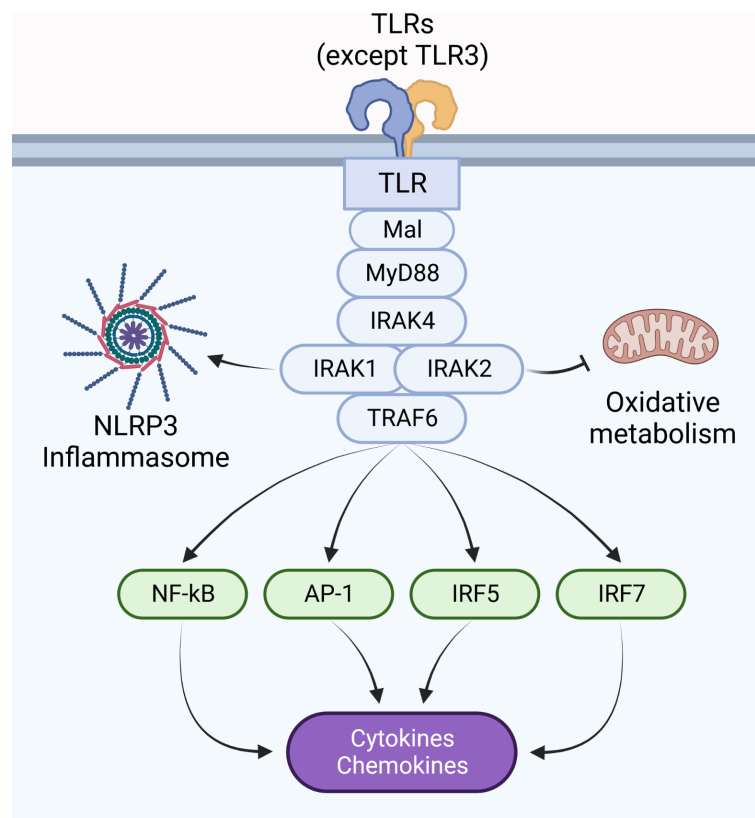 TLRs
(except TLR3)
TLR
Mal
MyD88
IRAK4
IRAK1
IRAK2
TRAF6
NLRP3
Inflammasome
Oxidative
metabolism
NF-kB
AP-1
IRF5
IRF7
Cytokines
Chemokines